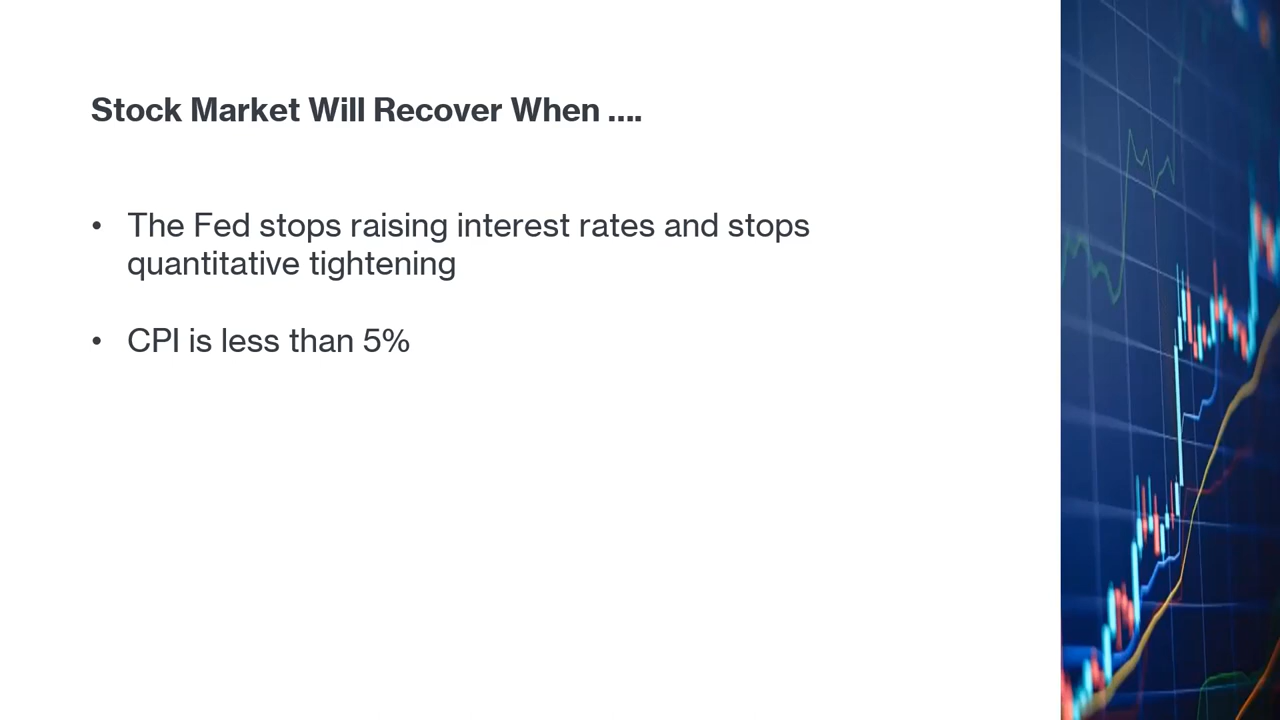 Stock Market Will Recover When ....
• The Fed stops raising interest rates and stops
quantitative tightening
• CPI is less than 5%